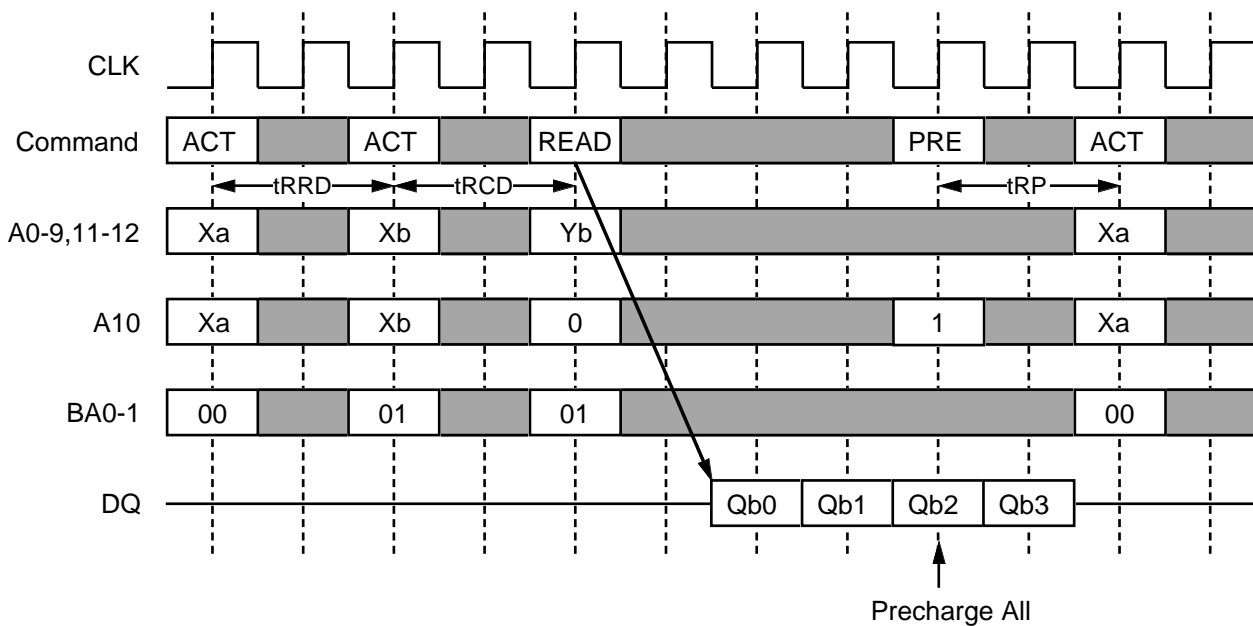 CLK
Command ACT ACT READ PRE ACT
tRRD tRCD tRP
A0-9,11-12 Xa Xb Yb Xa
A10 Xa Xb 0 1 Xa
BA0-1 00 01 01 00
DQ Qb0 Qb1 Qb2 Qb3
Precharge All